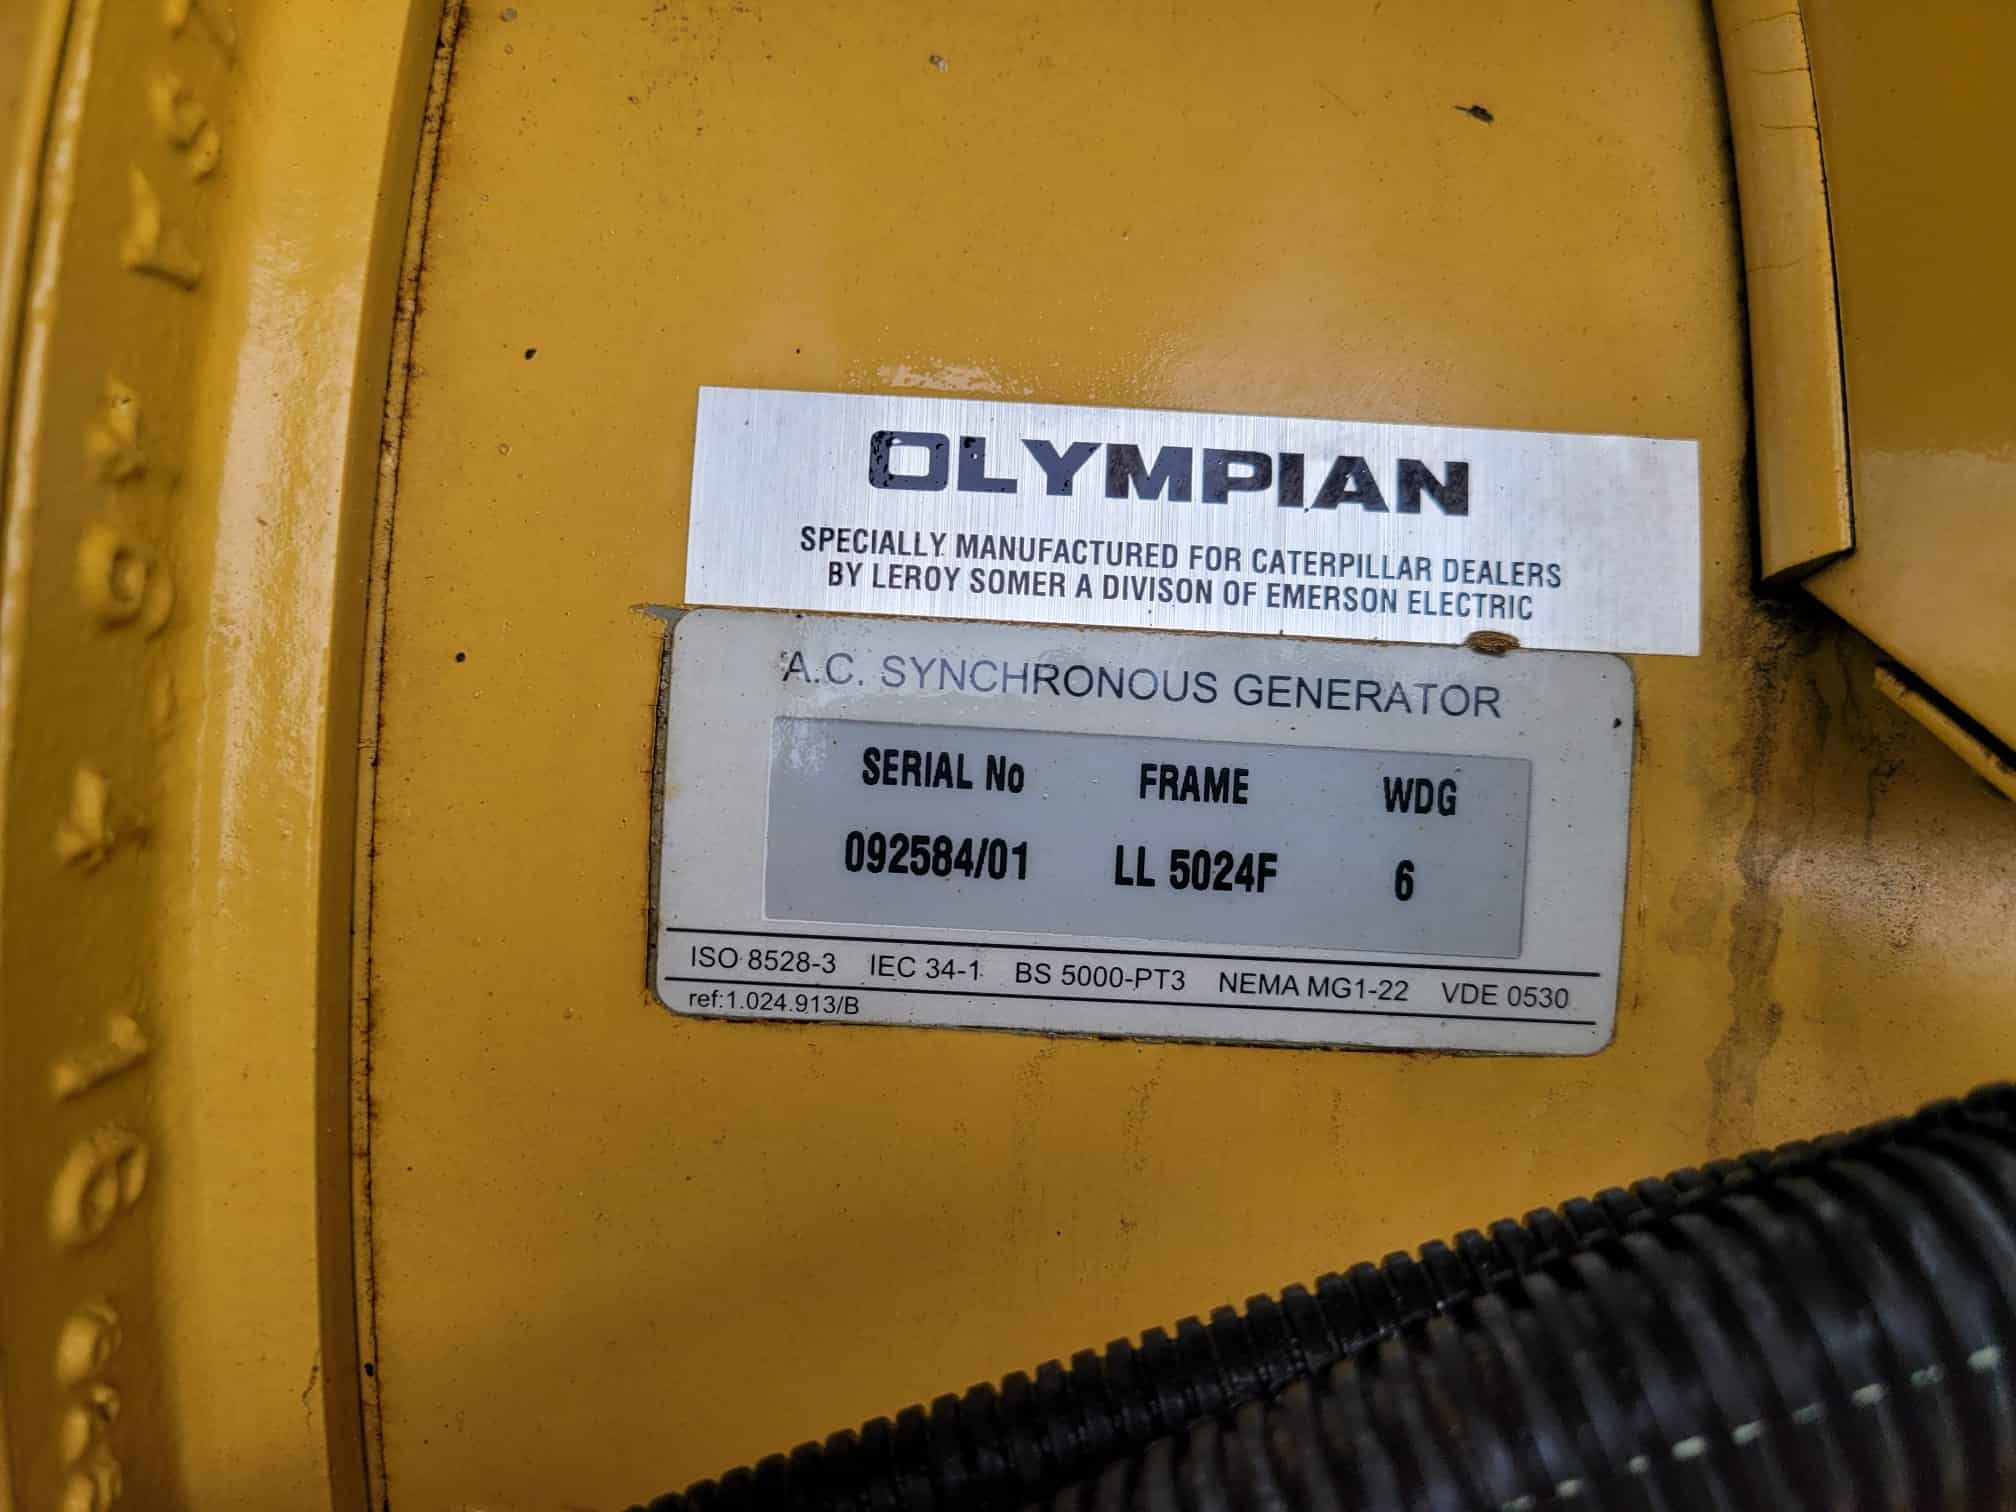 OLYMPIAN
SPECIALLY MANUFACTURED FOR CATERPILLAR DEALERS
BY LEROY SOMER A DIVISON OF EMERSON ELECTRIC
A.C. SYNCHRONOUS GENERATOR
SERIAL No FRAME WDG
092584/01 LL 5024F 6
ISO 8528-3 IEC 34-1 BS 5000-PT3 NEMA MG1-22 VDE 0530
ref:1.024.913/B